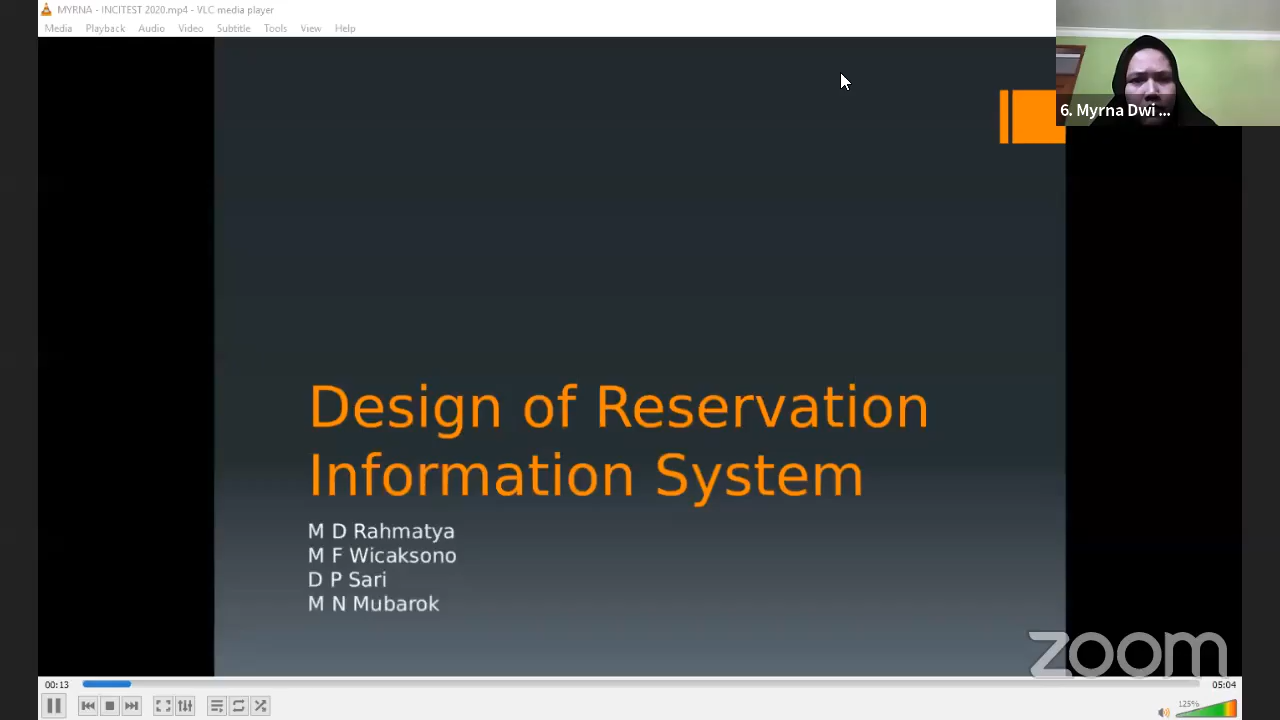 MYRNA - INCITEST 2020.mp4 - VLC media player
Media Playback Audio Video Subtitle Tools View Help
6. Myrna Dwi ...
Design of Reservation
Information System
M D Rahmatya
M F Wicaksono
D P Sari
M N Mubarok
zoom
00:13
05:04
125%